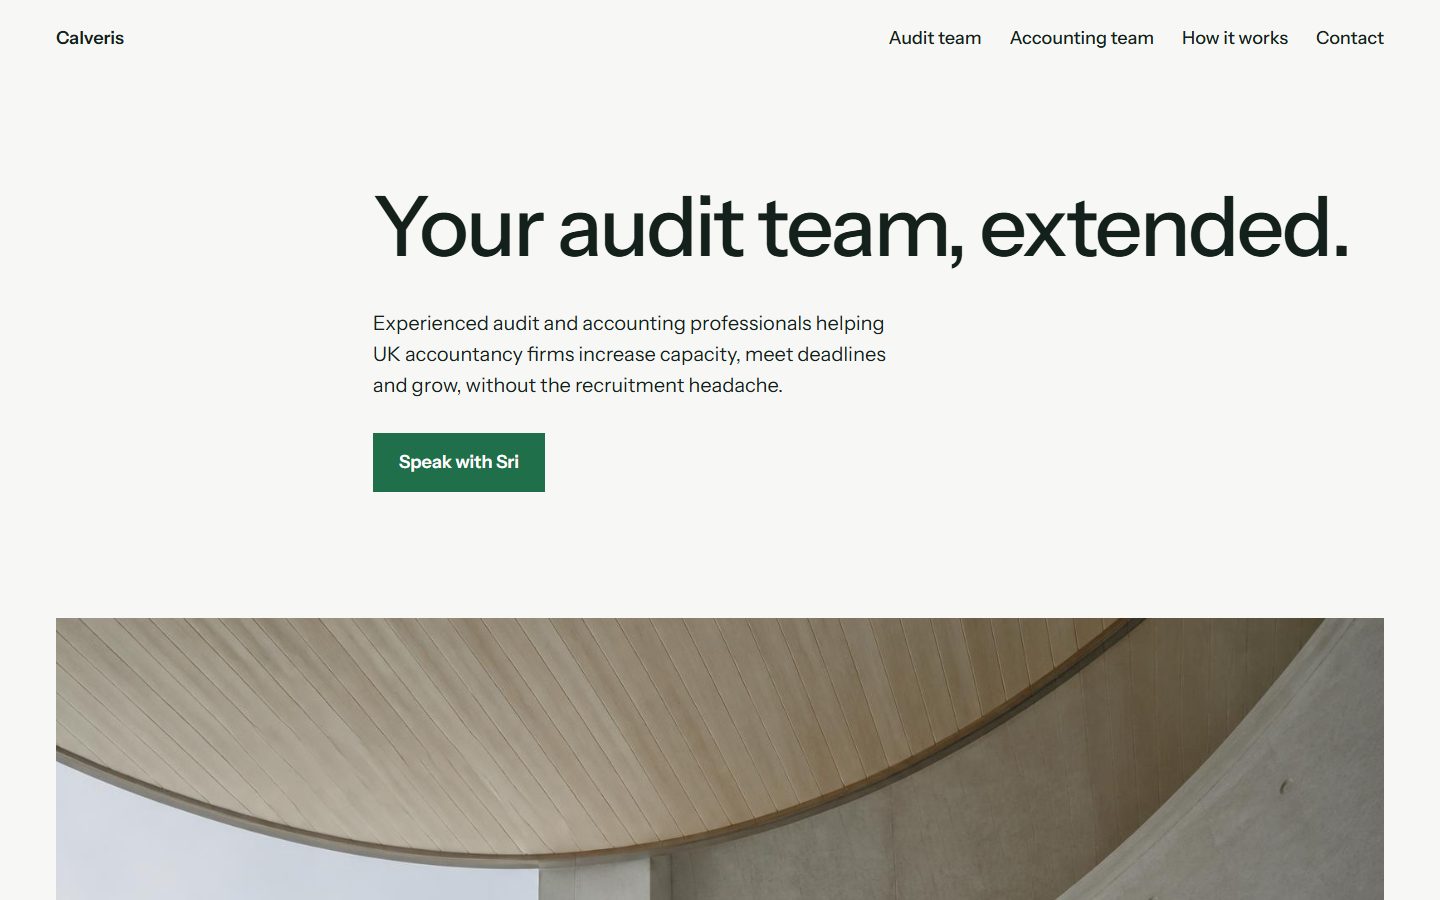 Calveris
Audit team
Accounting team
How it works
Contact
Your audit team, extended.
Experienced audit and accounting professionals helping
UK accountancy firms increase capacity, meet deadlines
and grow, without the recruitment headache.
Speak with Sri